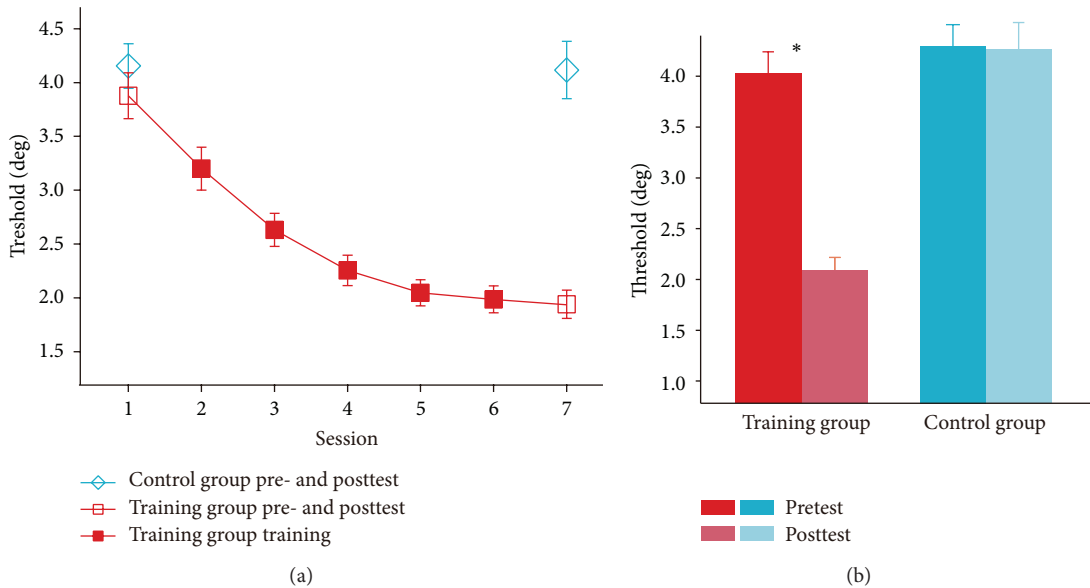 4.5
4.0
3.5
3.0
2.5
2.0
1.5
Treshold (deg)
1 2 3 4 5 6 7
Session
Control group pre- and posttest
Training group pre- and posttest
Training group training
(a)
*
4.0
3.5
4.0
3.0
2.5
2.0
1.5
1.0
Threshold (deg)
Training group Control group
Pretest
Posttest
(b)